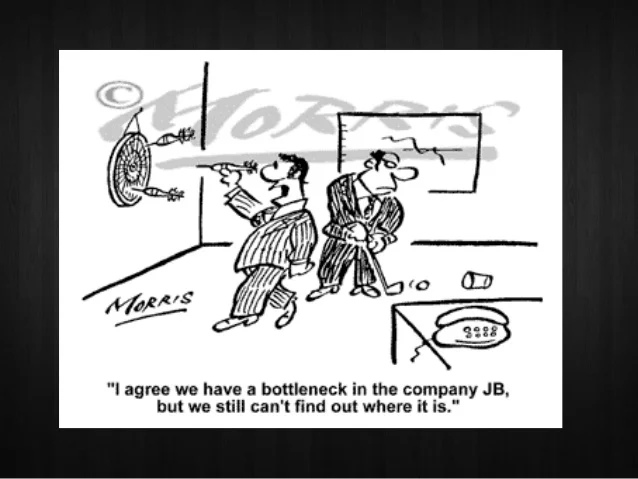 © MORRIS
MORRIS
"I agree we have a bottleneck in the company JB,
but we still can't find out where it is."